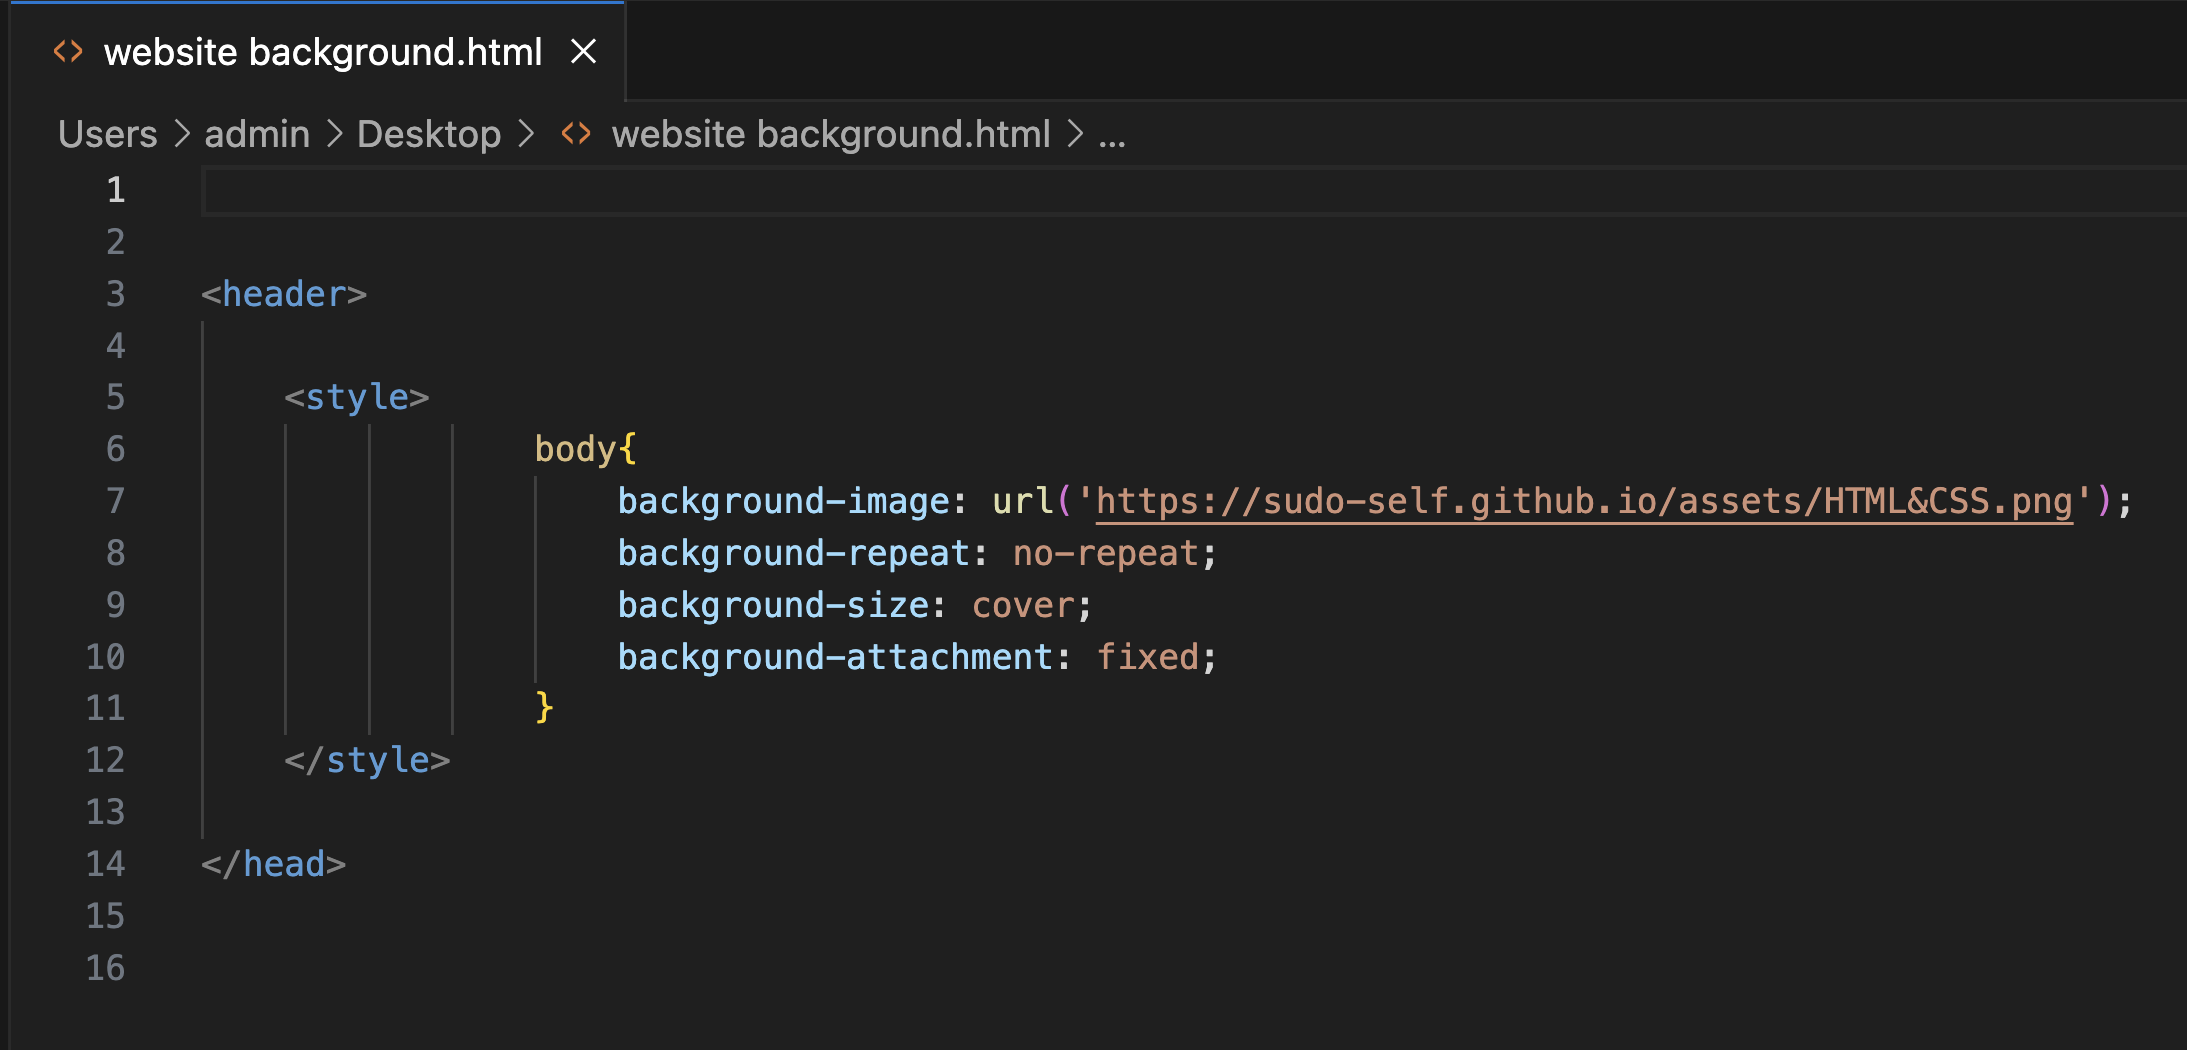 <> website background.html ×
Users > admin > Desktop > <> website background.html > ...
1
2
3 <header>
4
5 <style>
6 body{
7 background-image: url('https://sudo-self.github.io/assets/HTML&CSS.png');
8 background-repeat: no-repeat;
9 background-size: cover;
10 background-attachment: fixed;
11 }
12 </style>
13
14 </head>
15
16